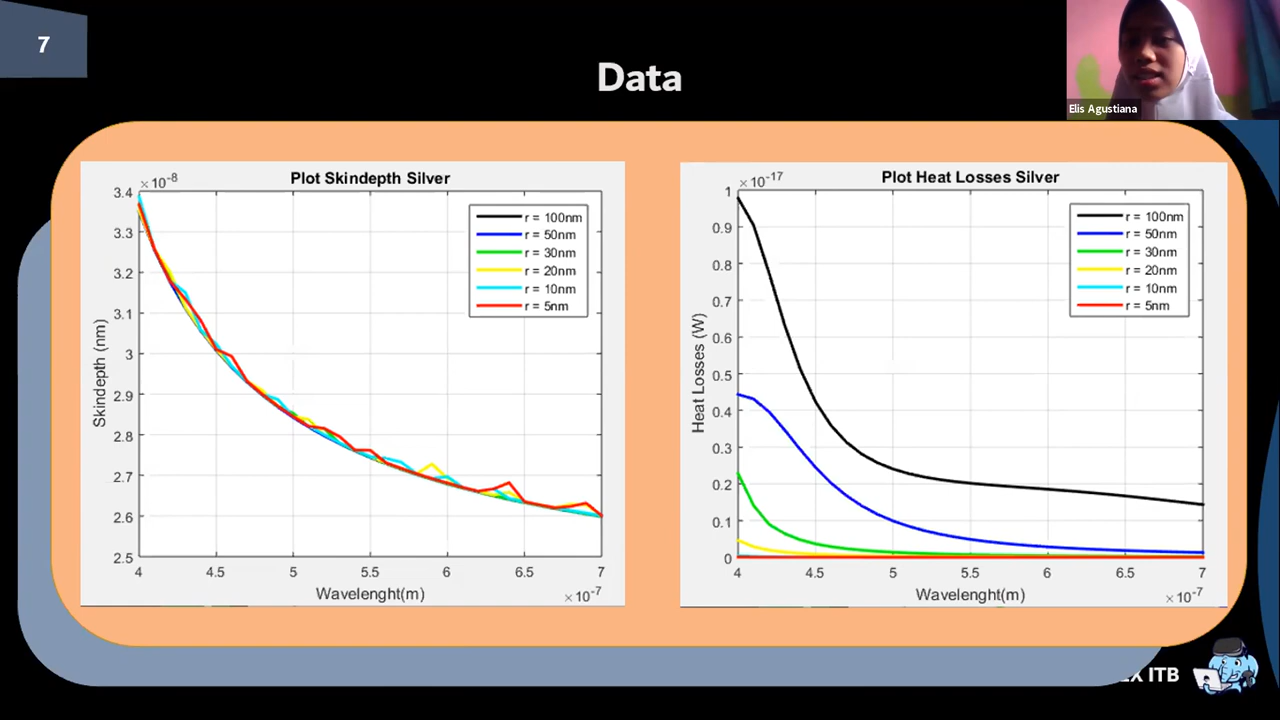 7
Data
Elis Agustiana
Plot Skindepth Silver
×10-8
3.4
3.3
3.2
3.1
3
2.9
2.8
2.7
2.6
2.5
Skindepth (nm)
r = 100nm
r = 50nm
r = 30nm
r = 20nm
r = 10nm
r = 5nm
4 4.5 5 5.5 6 6.5 7
Wavelenght(m)
×10-7
Plot Heat Losses Silver
×10-17
1
0.9
0.8
0.7
0.6
0.5
0.4
0.3
0.2
0.1
0
Heat Losses (W)
r = 100nm
r = 50nm
r = 30nm
r = 20nm
r = 10nm
r = 5nm
4 4.5 5 5.5 6 6.5 7
Wavelenght(m)
×10-7
ITB